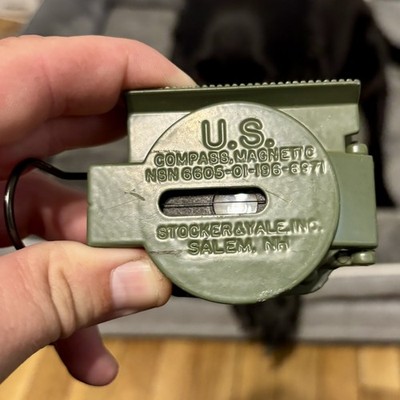 U.S.
COMPASS, MAGNETIC
NSN 6605-01-196-6971
STOCKER & YALE, INC.
SALEM, NH